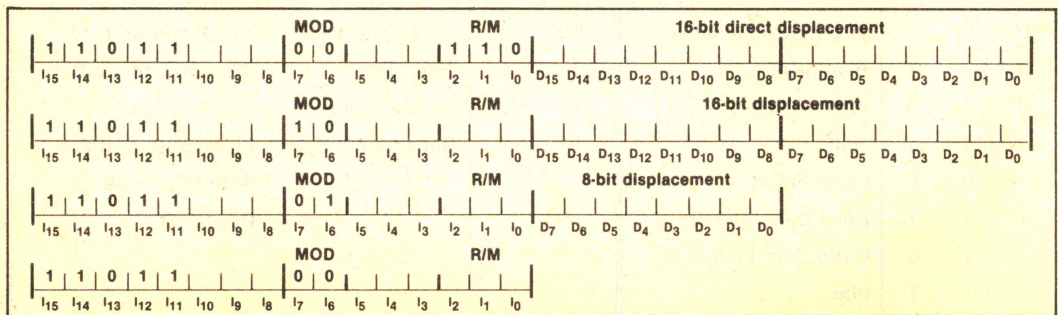 MOD R/M 16-bit direct displacement
1 1 0 1 1 0 0 1 1 0
I15 I14 I13 I12 I11 I10 I9 I8 I7 I6 I5 I4 I3 I2 I1 I0 D15 D14 D13 D12 D11 D10 D9 D8 D7 D6 D5 D4 D3 D2 D1 D0
MOD R/M 16-bit displacement
1 1 0 1 1 1 0
I15 I14 I13 I12 I11 I10 I9 I8 I7 I6 I5 I4 I3 I2 I1 I0 D15 D14 D13 D12 D11 D10 D9 D8 D7 D6 D5 D4 D3 D2 D1 D0
MOD R/M 8-bit displacement
1 1 0 1 1 0 1
I15 I14 I13 I12 I11 I10 I9 I8 I7 I6 I5 I4 I3 I2 I1 I0 D7 D6 D5 D4 D3 D2 D1 D0
MOD R/M
1 1 0 1 1 0 0
I15 I14 I13 I12 I11 I10 I9 I8 I7 I6 I5 I4 I3 I2 I1 I0